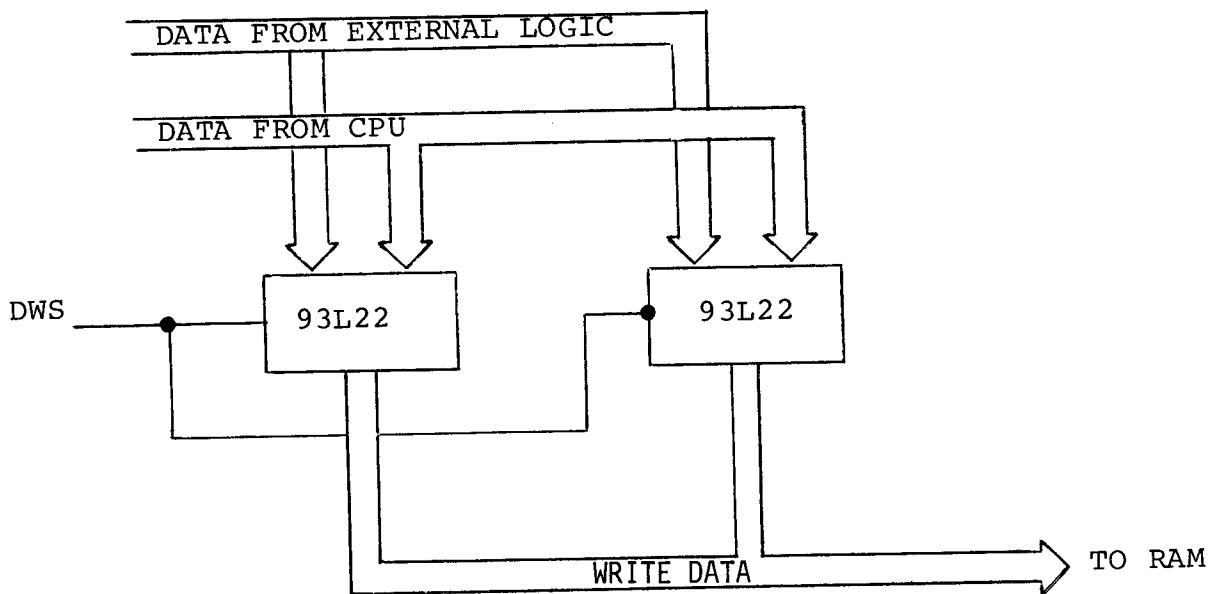 DATA FROM EXTERNAL LOGIC
DATA FROM CPU
DWS
93L22
93L22
WRITE DATA
TO RAM